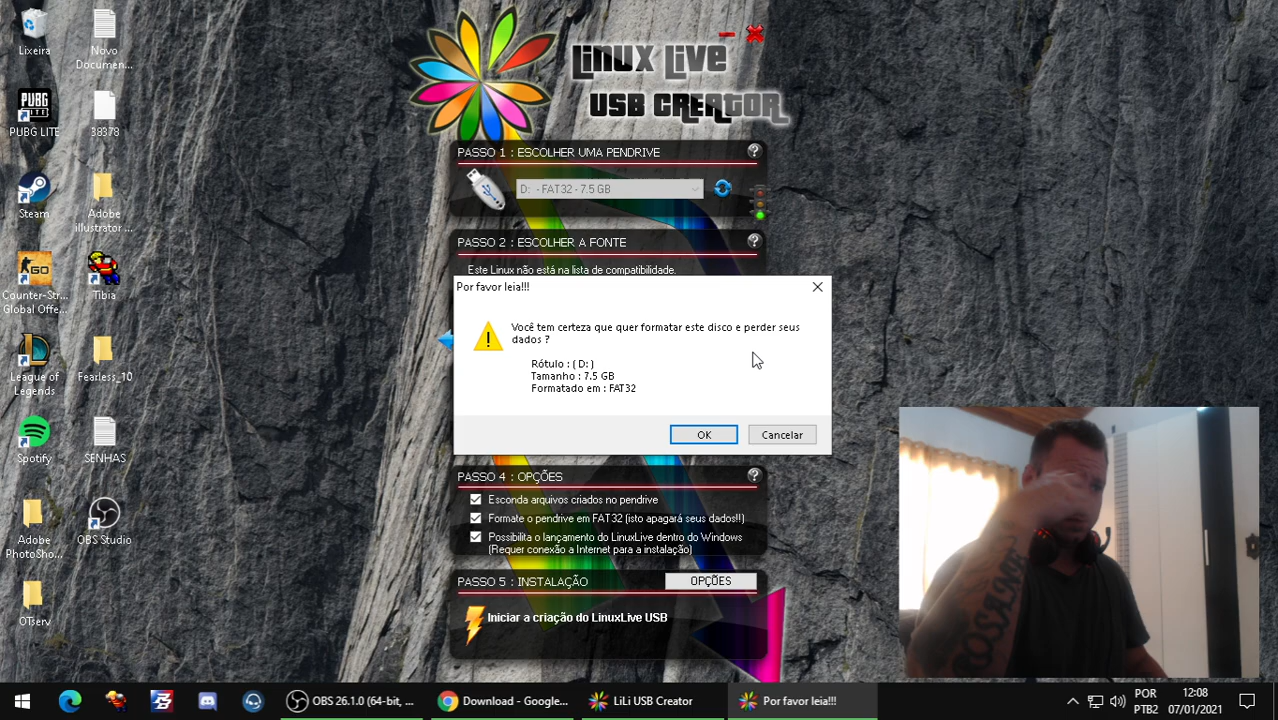 Lixeira
Novo
Documen...
PUBG
LITE
PUBG LITE
38378
Steam
Adobe
illustrator ...
GO
Counter-Str...
Global Offe...
Tibia
League of
Legends
Fearless_10
Spotify
SENHAS
Adobe
PhotoSho...
OBS Studio
OTserv
Linux Live
USB Creator
PASSO 1 : ESCOLHER UMA PENDRIVE
?
D: - FAT32 - 7.5 GB
PASSO 2 : ESCOLHER A FONTE
?
Este Linux não está na lista de compatibilidade.
Por favor leia!!!
Você tem certeza que quer formatar este disco e perder seus
dados ?
Rótulo : ( D: )
Tamanho : 7.5 GB
Formatado em : FAT32
OK
Cancelar
PASSO 4 : OPÇÕES
?
Esconda arquivos criados no pendrive
Formate o pendrive em FAT32 (isto apagará seus dados!!)
Possibilita o lançamento do LinuxLive dentro do Windows
(Requer conexão a Internet para a instalação)
PASSO 5 : INSTALAÇÃO
OPÇÕES
Iniciar a criação do LinuxLive USB
ROSANE
OBS 26.1.0 (64-bit, ...
Download - Google...
LiLi USB Creator
Por favor leia!!!
POR
PTB2
12:08
07/01/2021